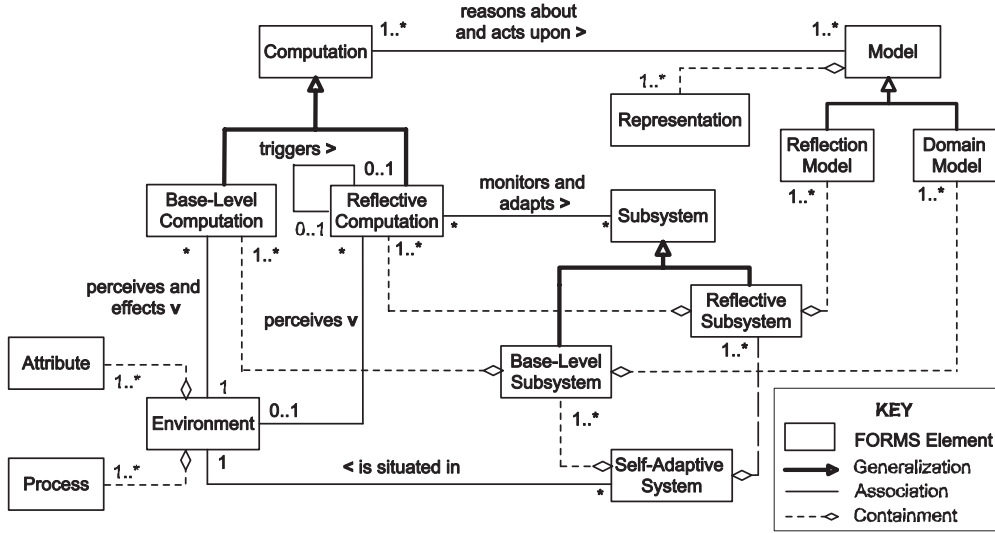 reasons about
and acts upon >
1..*
1..*
Computation
Model
1..*
Representation
triggers >
Reflection
Model
Domain
Model
0..1
monitors and
adapts >
1..*
1..*
Base-Level
Computation
Reflective
Computation
Subsystem
0..1
*
*
*
1..*
*
1..*
perceives and
effects v
perceives v
Reflective
Subsystem
1..*
Attribute
1..*
Base-Level
Subsystem
1
0..1
1..*
Environment
KEY
FORMS Element
Generalization
Association
Containment
1
1..*
Process
< is situated in
*
Self-Adaptive
System